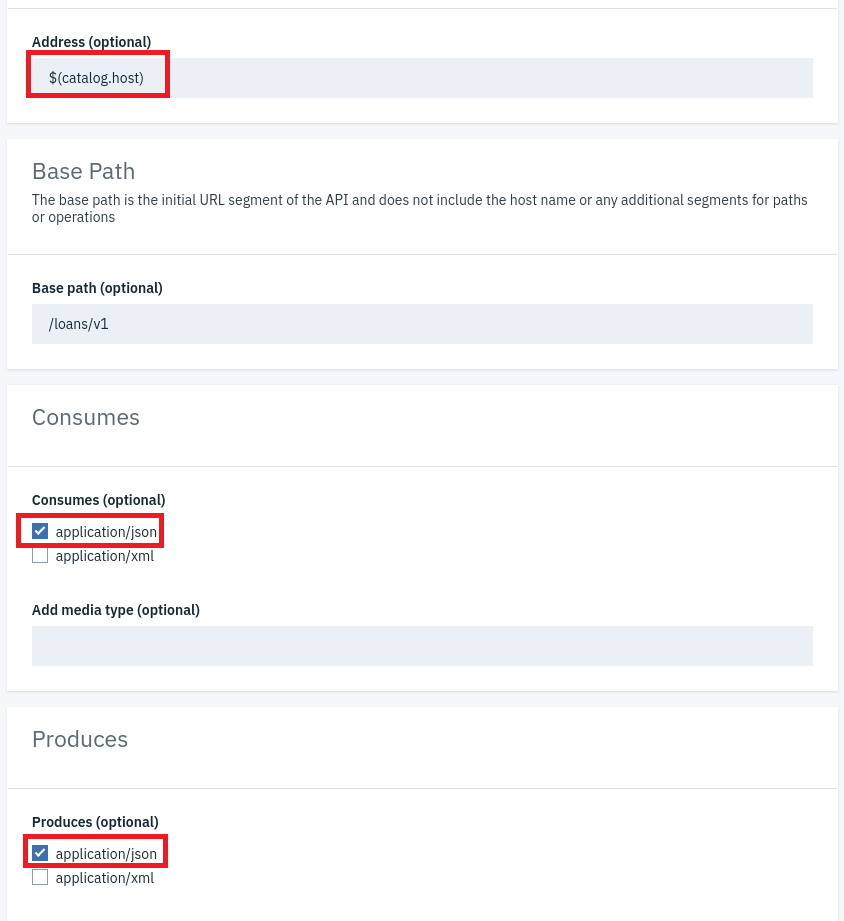 Address (optional)
$(catalog.host)
Base Path
The base path is the initial URL segment of the API and does not include the host name or any additional segments for paths
or operations
Base path (optional)
/loans/v1
Consumes
Consumes (optional)
application/json
application/xml
Add media type (optional)
Produces
Produces (optional)
application/json
application/xml